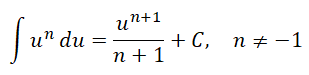 ∫ uⁿ du = uⁿ⁺¹/(n + 1) + C, n ≠ −1